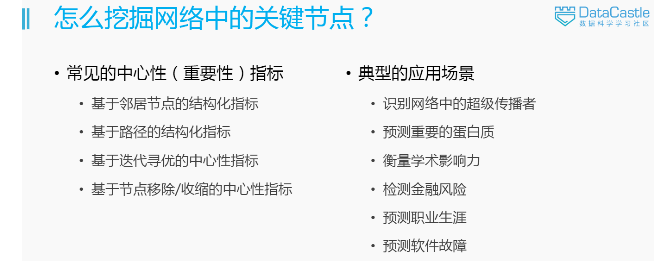 怎么挖掘网络中的关键节点？
DataCastle
数据科学学习社区
• 常见的中心性（重要性）指标
• 基于邻居节点的结构化指标
• 基于路径的结构化指标
• 基于迭代寻优的中心性指标
• 基于节点移除/收缩的中心性指标
• 典型的应用场景
• 识别网络中的超级传播者
• 预测重要的蛋白质
• 衡量学术影响力
• 检测金融风险
• 预测职业生涯
• 预测软件故障